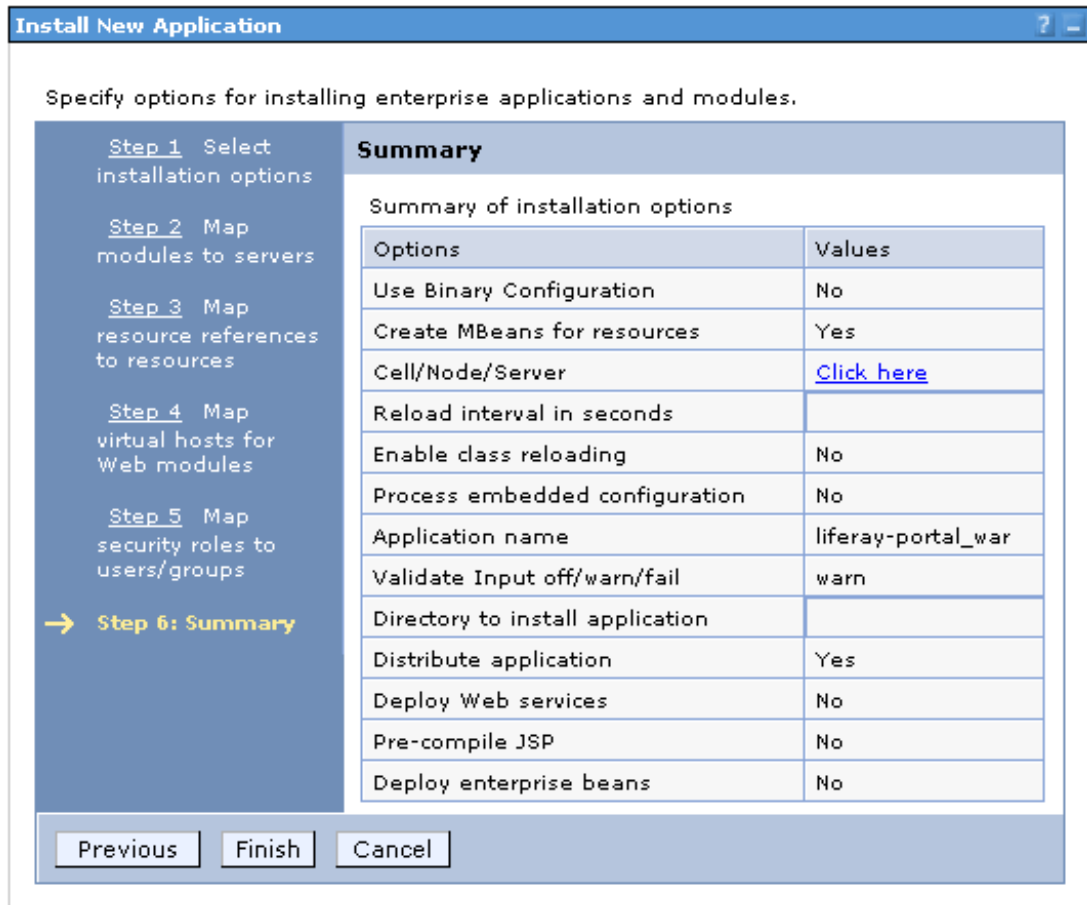 Install New Application
? –
Specify options for installing enterprise applications and modules.
Step 1 Select
installation options
Step 2 Map
modules to servers
Step 3 Map
resource references
to resources
Step 4 Map
virtual hosts for
Web modules
Step 5 Map
security roles to
users/groups
→ Step 6: Summary
Summary
Summary of installation options
Options Values
Use Binary Configuration No
Create MBeans for resources Yes
Cell/Node/Server Click here
Reload interval in seconds
Enable class reloading No
Process embedded configuration No
Application name liferay-portal_war
Validate Input off/warn/fail warn
Directory to install application
Distribute application Yes
Deploy Web services No
Pre-compile JSP No
Deploy enterprise beans No
Previous Finish Cancel